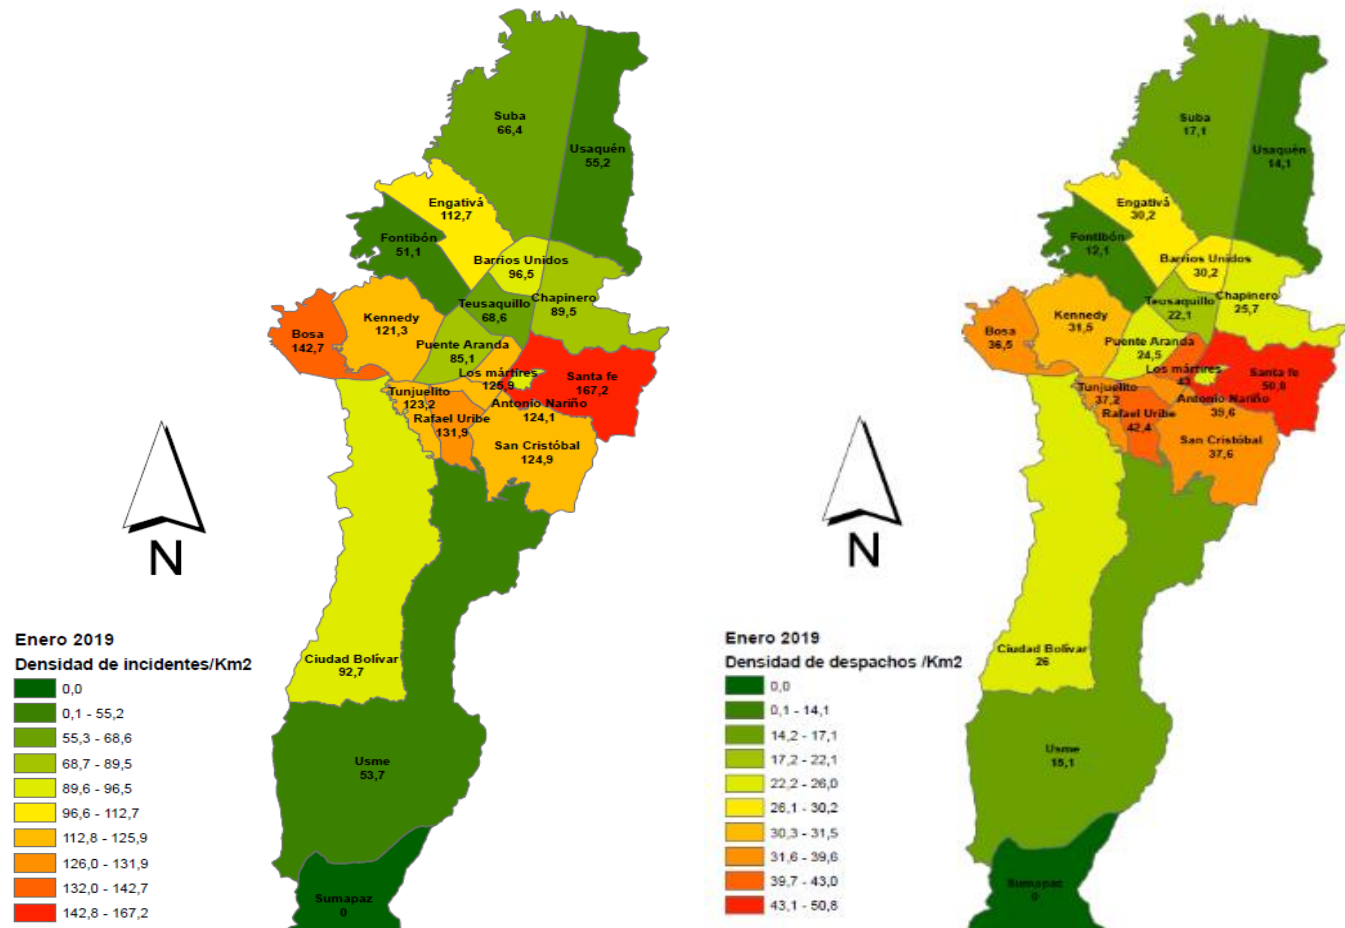 Suba
66,4
Usaquén
55,2
Engativá
112,7
Fontibón
51,1
Barrios Unidos
96,5
Teusaquillo
68,6
Chapinero
89,5
Kennedy
121,3
Bosa
142,7
Puente Aranda
85,1
Los mártires
125,9
Santa fe
167,2
Tunjuelito
123,2
Antonio Nariño
124,1
Rafael Uribe
131,9
San Cristóbal
124,9
Ciudad Bolívar
92,7
Usme
53,7
Sumapaz
0
N
Enero 2019
Densidad de incidentes/Km2
0,0
0,1 - 55,2
55,3 - 68,6
68,7 - 89,5
89,6 - 96,5
96,6 - 112,7
112,8 - 125,9
126,0 - 131,9
132,0 - 142,7
142,8 - 167,2
Suba
17,1
Usaquén
14,1
Engativá
30,2
Fontibón
12,1
Barrios Unidos
30,2
Teusaquillo
22,1
Chapinero
25,7
Kennedy
31,5
Bosa
36,5
Puente Aranda
24,5
Los mártires
43
Santa fe
50,8
Tunjuelito
37,2
Antonio Nariño
39,6
Rafael Uribe
42,4
San Cristóbal
37,6
Ciudad Bolívar
26
Usme
15,1
Sumapaz
0
N
Enero 2019
Densidad de despachos /Km2
0,0
0,1 - 14,1
14,2 - 17,1
17,2 - 22,1
22,2 - 26,0
26,1 - 30,2
30,3 - 31,5
31,6 - 39,6
39,7 - 43,0
43,1 - 50,8